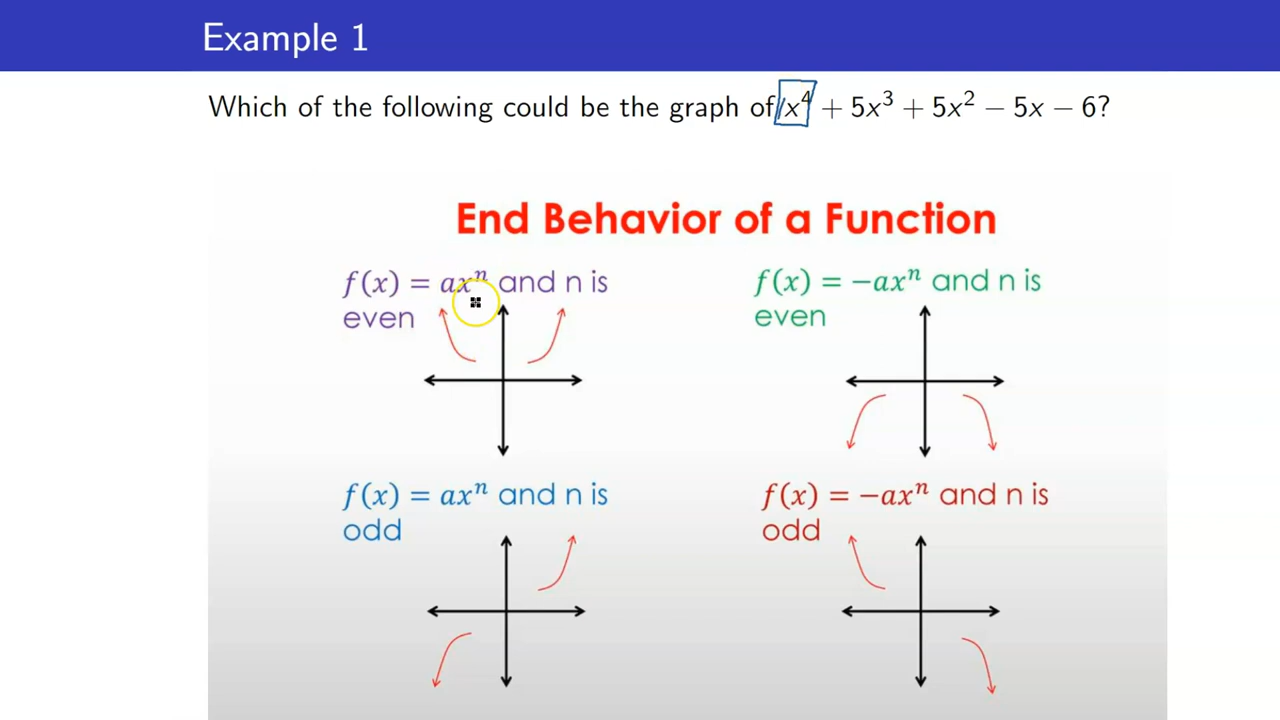 Example 1
Which of the following could be the graph of x⁴ + 5x³ + 5x² − 5x − 6?
End Behavior of a Function
f(x) = axⁿ and n is
even
f(x) = −axⁿ and n is
even
f(x) = axⁿ and n is
odd
f(x) = −axⁿ and n is
odd